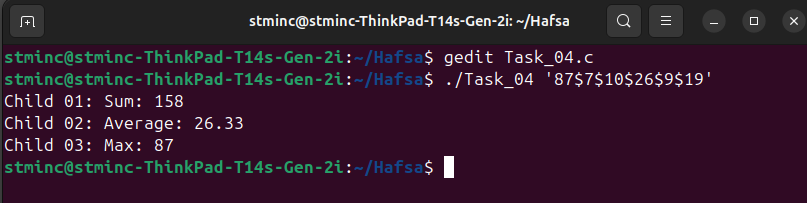 stminc@stminc-ThinkPad-T14s-Gen-2i: ~/Hafsa
stminc@stminc-ThinkPad-T14s-Gen-2i:~/Hafsa$ gedit Task_04.c
stminc@stminc-ThinkPad-T14s-Gen-2i:~/Hafsa$ ./Task_04 '87$7$10$26$9$19'
Child 01: Sum: 158
Child 02: Average: 26.33
Child 03: Max: 87
stminc@stminc-ThinkPad-T14s-Gen-2i:~/Hafsa$